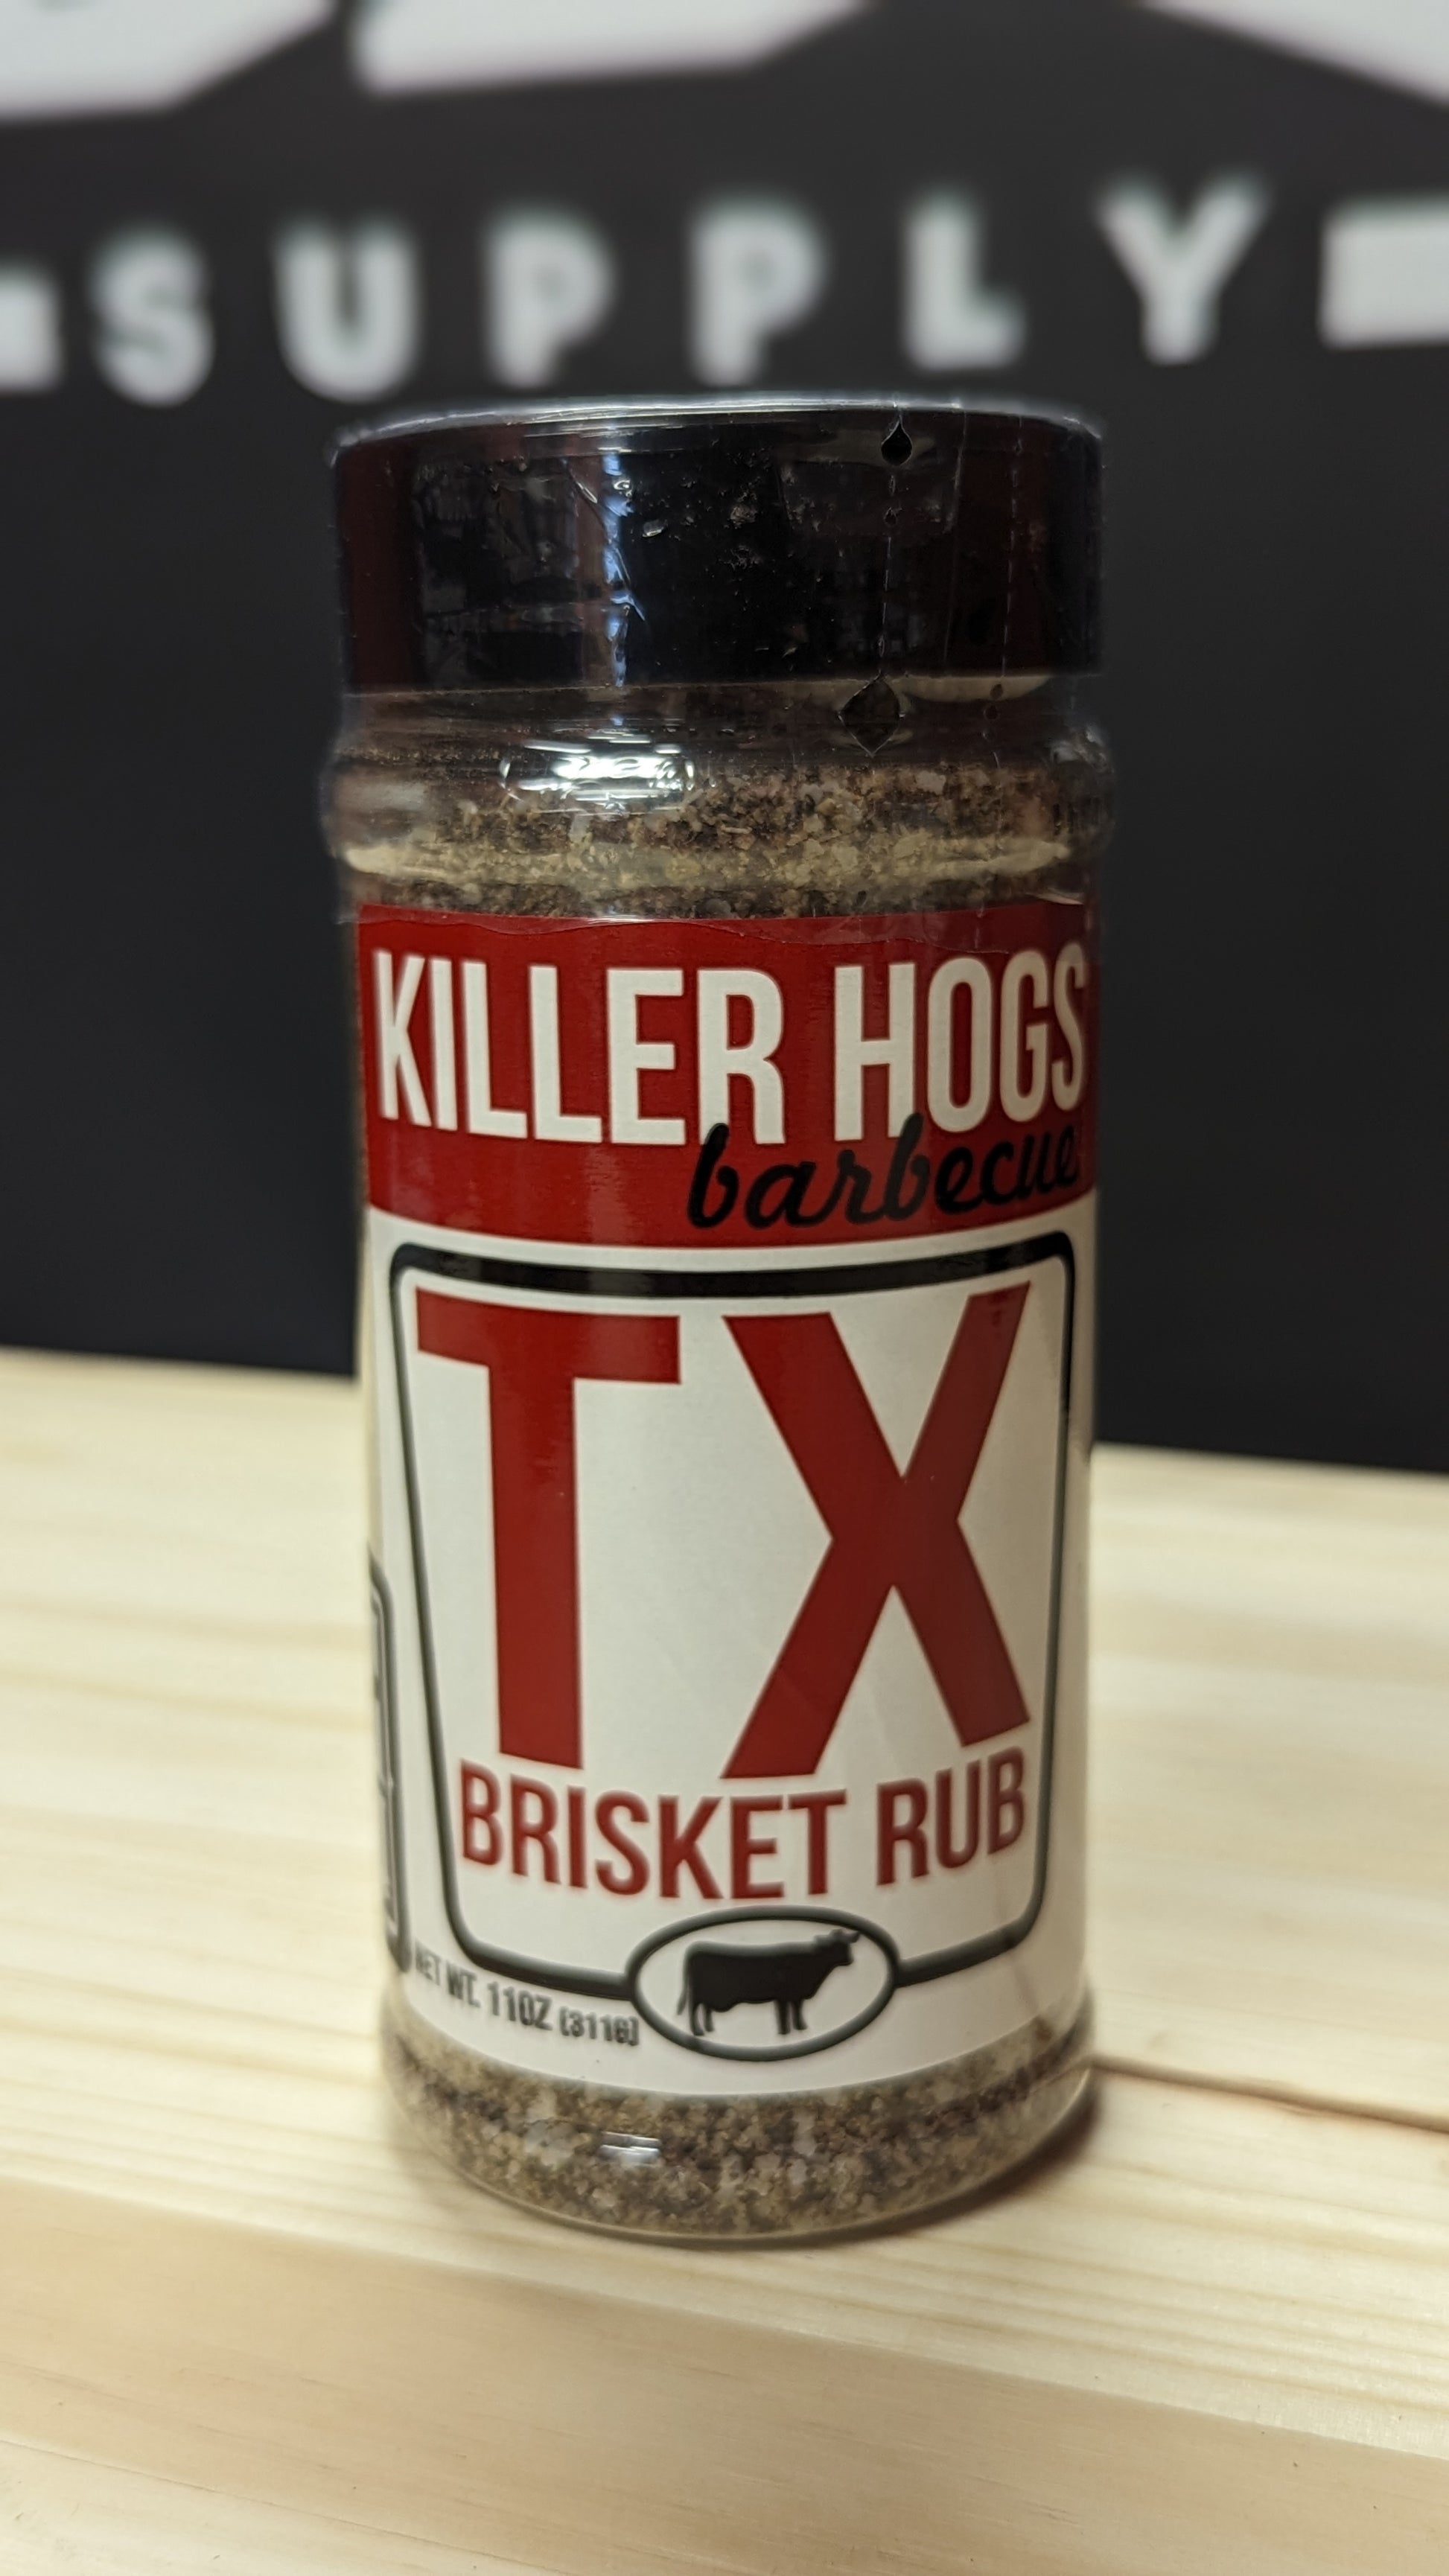 SUPPLY
KILLER HOGS
barbecue
TX
BRISKET RUB
NET WT. 11OZ (311G)